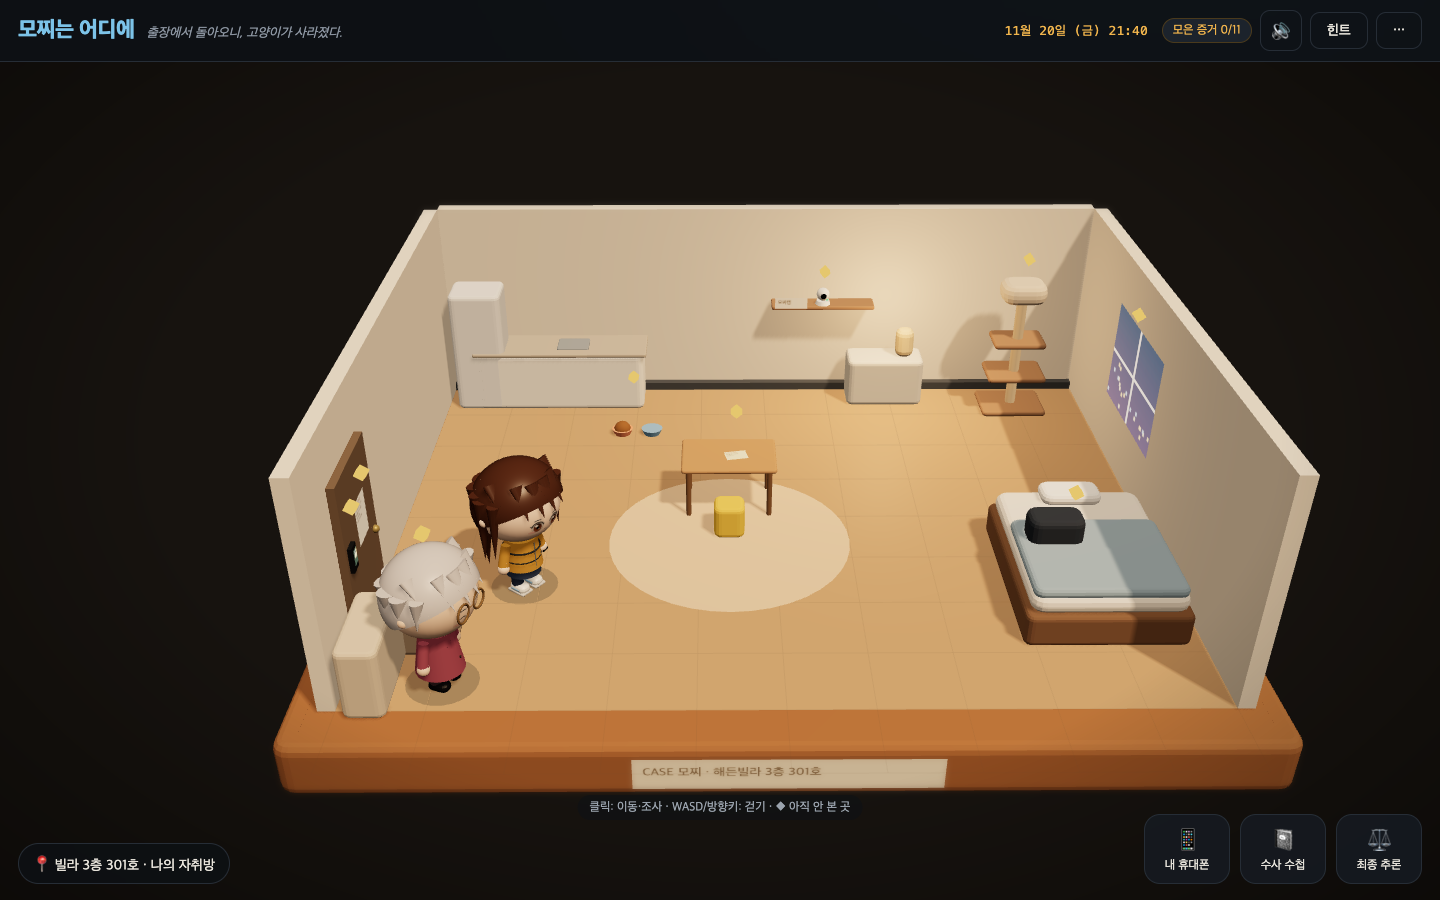 모찌는 어디에
출장에서 돌아오니, 고양이가 사라졌다.
11월 20일 (금) 21:40
모은 증거 0/11
힌트
···
CASE 모찌 · 해든빌라 3층 301호
클릭: 이동·조사 · WASD/방향키: 걷기 · ◆ 아직 안 본 곳
빌라 3층 301호 · 나의 자취방
내 휴대폰
수사 수첩
최종 추론